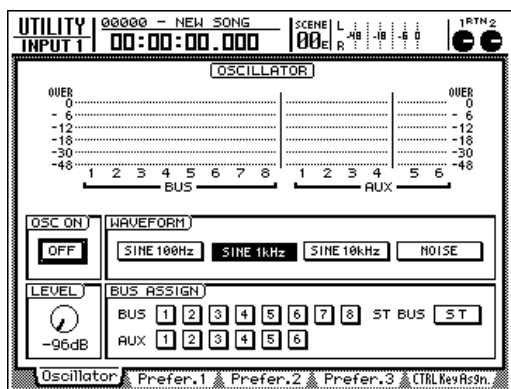 UTILITY 00000 - NEW SONG SCENE L -48 -18 -6 0 1 RTN 2
INPUT 1 00:00:00.000 00E R
OSCILLATOR
OVER OVER
0 0
- 6 - 6
-12 -12
-18 -18
-30 -30
-48 -48
1 2 3 4 5 6 7 8 1 2 3 4 5 6
BUS AUX
OSC ON WAVEFORM
OFF SINE 100Hz SINE 1kHz SINE 10kHz NOISE
LEVEL BUS ASSIGN
BUS 1 2 3 4 5 6 7 8 ST BUS ST
-96dB AUX 1 2 3 4 5 6
Oscillator Prefer.1 Prefer.2 Prefer.3 CTRLKeyAsgn.